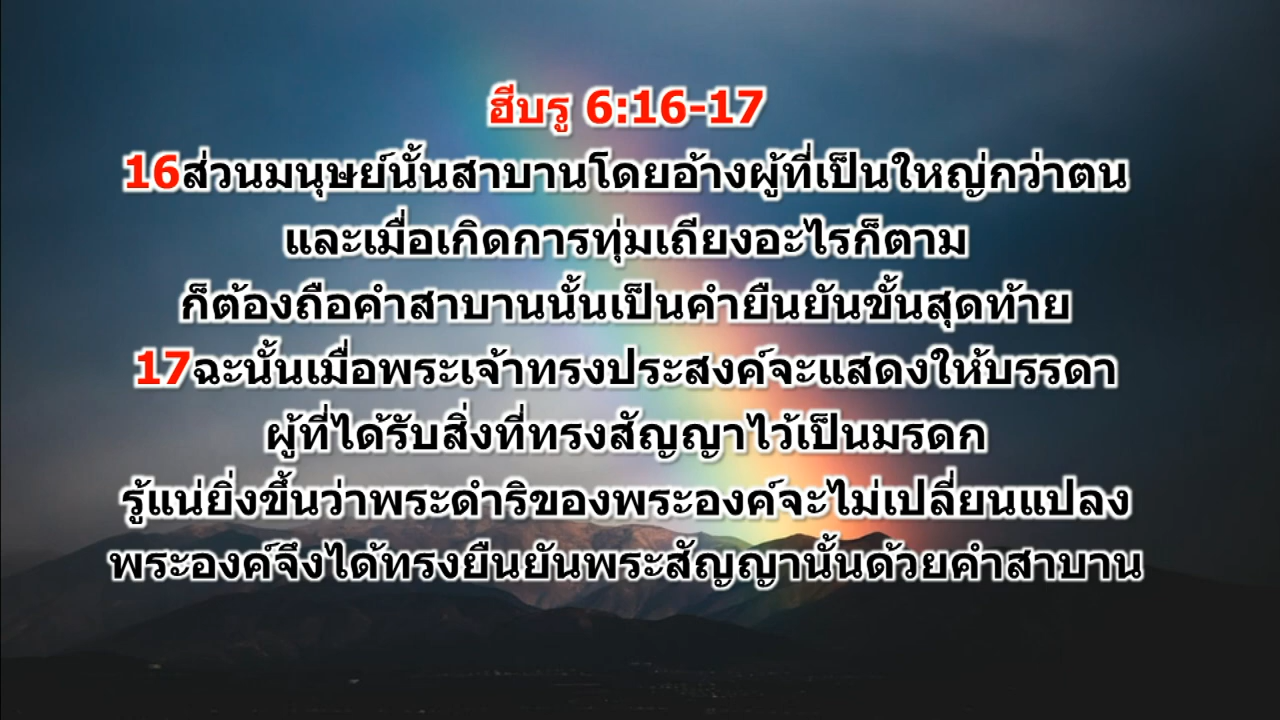 ฮีบรู 6:16-17
16ส่วนมนุษย์นั้นสาบานโดยอ้างผู้ที่เป็นใหญ่กว่าตน
และเมื่อเกิดการทุ่มเถียงอะไรก็ตาม
ก็ต้องถือคำสาบานนั้นเป็นคำยืนยันขั้นสุดท้าย
17ฉะนั้นเมื่อพระเจ้าทรงประสงค์จะแสดงให้บรรดา
ผู้ที่ได้รับสิ่งที่ทรงสัญญาไว้เป็นมรดก
รู้แน่ยิ่งขึ้นว่าพระดำริของพระองค์จะไม่เปลี่ยนแปลง
พระองค์จึงได้ทรงยืนยันพระสัญญานั้นด้วยคำสาบาน